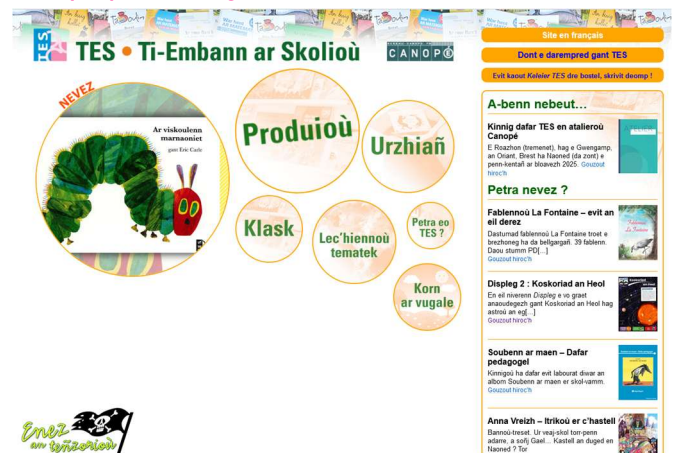 TES
TES • Ti-Embann ar Skolioù
CANOPÉ
NEVEZ
Ar viskoulenn
marnaoniet
gant Eric Carle
Produioù
Urzhiañ
Klask
Lec'hiennoù
tematek
Petra eo
TES ?
Korn
ar vugale
Enez
an teñzorioù
Site en français
Dont e darempred gant TES
Evit kaout Keleier TES dre bostel, skrivit deomp !
A-benn nebeut…
Kinnig dafar TES en atalieroù
Canopé
E Roazhon (tremenet), hag e Gwengamp,
an Oriant, Brest ha Naoned (da zont) e
penn-kentañ ar bloavezh 2025. Gouzout
hiroc'h
Petra nevez ?
Fablennoù La Fontaine – evit an
eil derez
Dastumad fablennoù La Fontaine troet e
brezhoneg ha da bellgargañ. 39 fablenn.
Daou stumm PD[...]
Gouzout hiroc'h
Displeg 2 : Koskoriad an Heol
En eil niverenn Displeg e vo graet
anaoudegezh gant Koskoriad an Heol hag
astroù an eg[...]
Gouzout hiroc'h
Soubenn ar maen – Dafar
pedagogel
Kinnigoù ha dafar evit labourat diwar an
albom Soubenn ar maen er skol-vamm.
Gouzout hiroc'h
Anna Vreizh – Itrikoù er c'hastell
Bannoù-treset. Ur veaj-skol torr-penn
adarre, a soñj Gael... Kastell an duged en
Naoned ? Tor